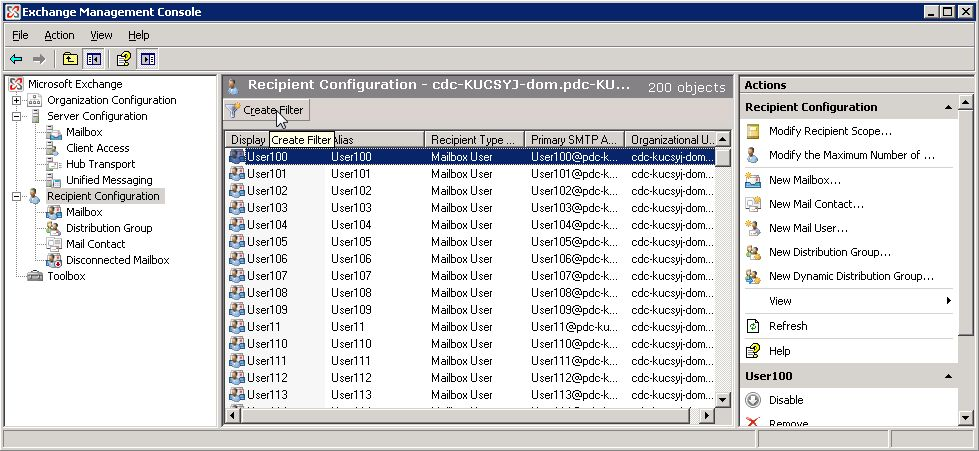 Exchange Management Console
File Action View Help
Microsoft Exchange
Organization Configuration
Server Configuration
Mailbox
Client Access
Hub Transport
Unified Messaging
Recipient Configuration
Mailbox
Distribution Group
Mail Contact
Disconnected Mailbox
Toolbox
Recipient Configuration - cdc-KUCSYJ-dom.pdc-KU... 200 objects
Create Filter
Display Create Filter lias Recipient Type ... Primary SMTP A... Organizational U...
User100 User100 Mailbox User User100@pdc-k... cdc-kucsyj-dom...
User101 User101 Mailbox User User101@pdc-k... cdc-kucsyj-dom...
User102 User102 Mailbox User User102@pdc-k... cdc-kucsyj-dom...
User103 User103 Mailbox User User103@pdc-k... cdc-kucsyj-dom...
User104 User104 Mailbox User User104@pdc-k... cdc-kucsyj-dom...
User105 User105 Mailbox User User105@pdc-k... cdc-kucsyj-dom...
User106 User106 Mailbox User User106@pdc-k... cdc-kucsyj-dom...
User107 User107 Mailbox User User107@pdc-k... cdc-kucsyj-dom...
User108 User108 Mailbox User User108@pdc-k... cdc-kucsyj-dom...
User109 User109 Mailbox User User109@pdc-k... cdc-kucsyj-dom...
User11 User11 Mailbox User User11@pdc-ku... cdc-kucsyj-dom...
User110 User110 Mailbox User User110@pdc-k... cdc-kucsyj-dom...
User111 User111 Mailbox User User111@pdc-k... cdc-kucsyj-dom...
User112 User112 Mailbox User User112@pdc-k... cdc-kucsyj-dom...
User113 User113 Mailbox User User113@pdc-k... cdc-kucsyj-dom...
Actions
Recipient Configuration
Modify Recipient Scope...
Modify the Maximum Number of ...
New Mailbox...
New Mail Contact...
New Mail User...
New Distribution Group...
New Dynamic Distribution Group...
View
Refresh
Help
User100
Disable
Remove